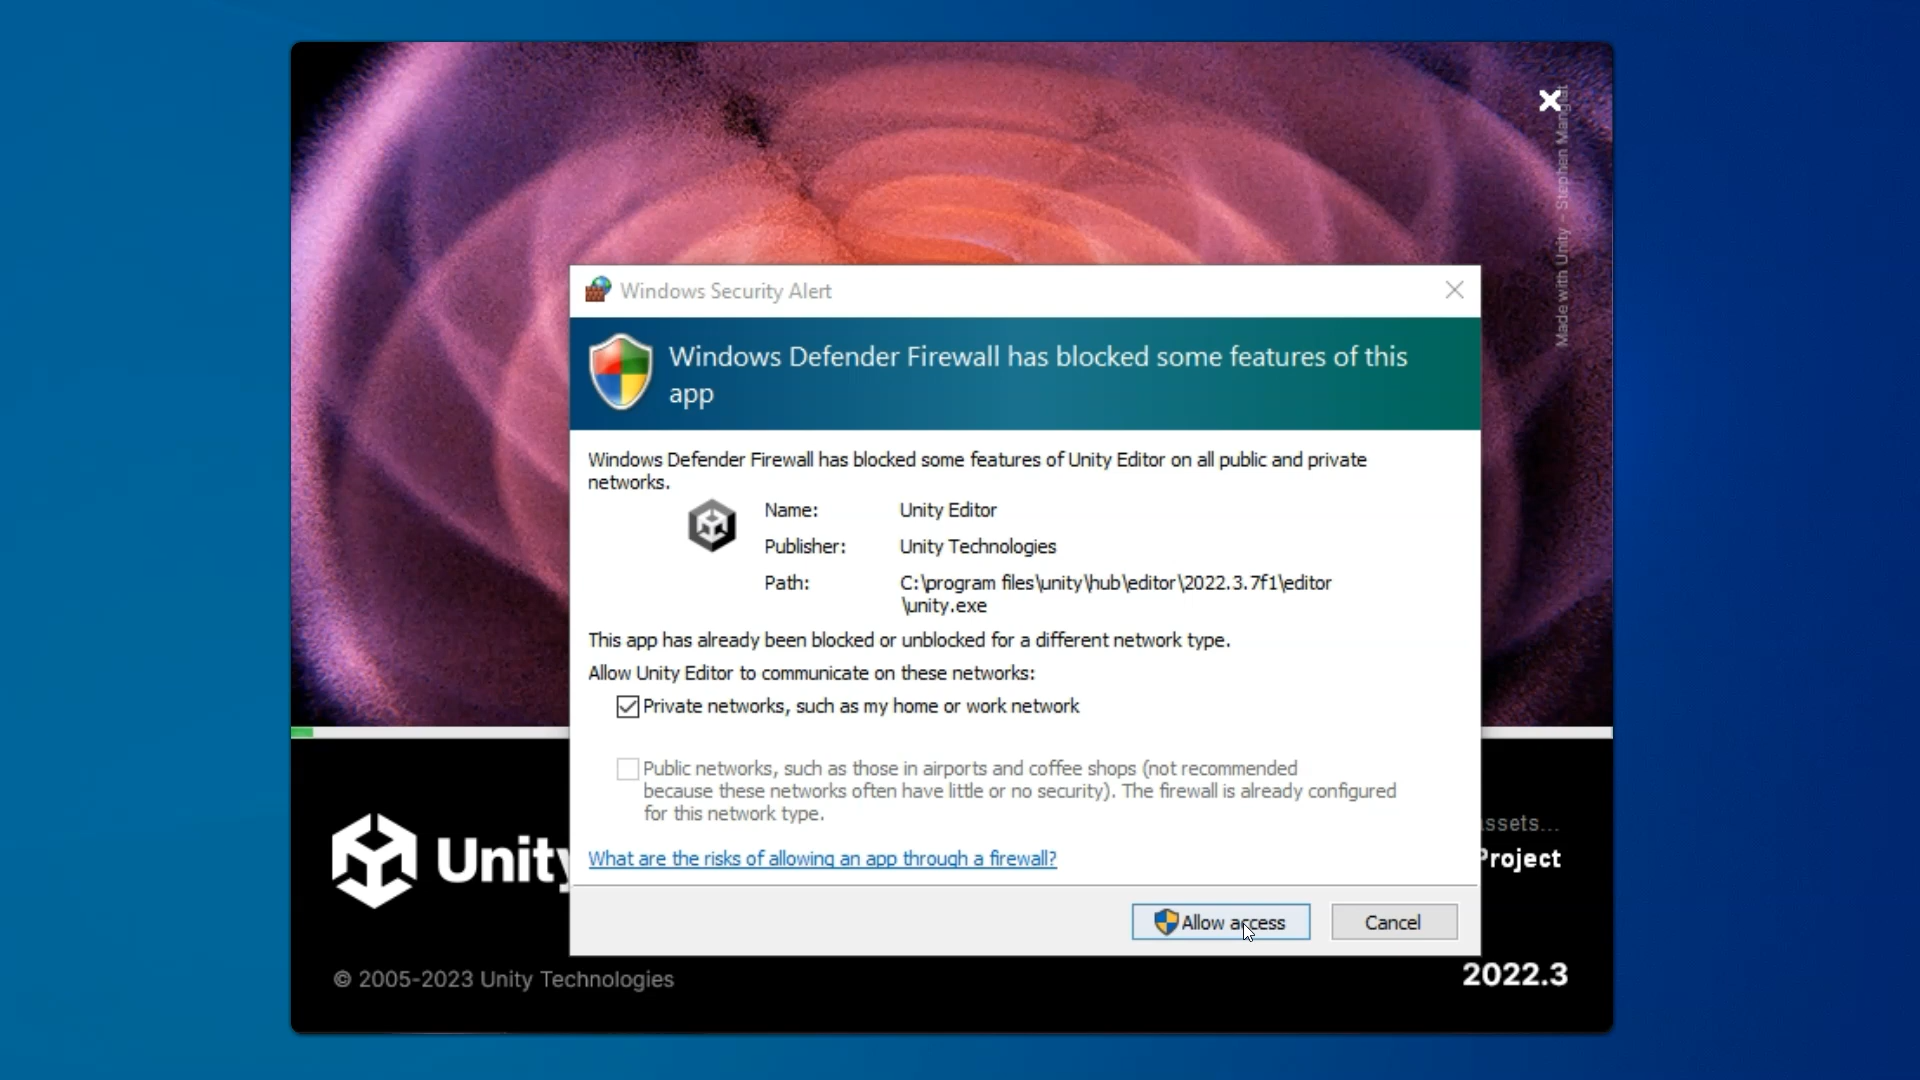 Made with Unity – Stephen Mangiat
Windows Security Alert
Windows Defender Firewall has blocked some features of this
app
Windows Defender Firewall has blocked some features of Unity Editor on all public and private
networks.
Name: Unity Editor
Publisher: Unity Technologies
Path: C:\program files\unity\hub\editor\2022.3.7f1\editor
\unity.exe
This app has already been blocked or unblocked for a different network type.
Allow Unity Editor to communicate on these networks:
Private networks, such as my home or work network
Public networks, such as those in airports and coffee shops (not recommended
because these networks often have little or no security). The firewall is already configured
for this network type.
What are the risks of allowing an app through a firewall?
Allow access
Cancel
Unity
ssets...
Project
© 2005-2023 Unity Technologies
2022.3